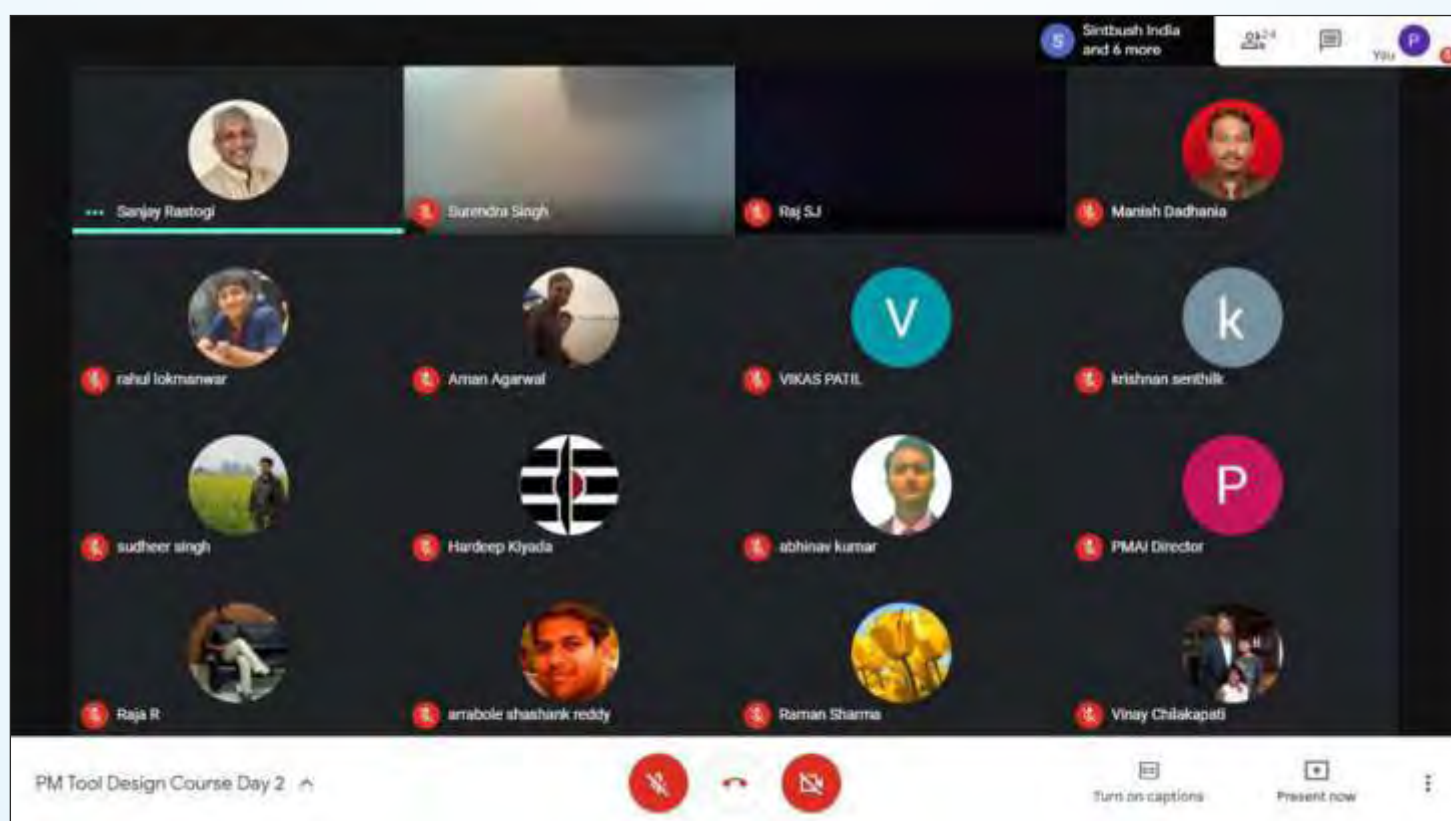 S
Sintbush India
and 6 more
24
You
P
Sanjay Rastogi
Surendra Singh
Raj SJ
Manish Dadhania
rahul lokmanwar
Aman Agarwal
V
VIKAS PATIL
k
krishnan senthilk
sudheer singh
Hardeep Kiyada
abhinav kumar
P
PMAI Director
Raja R
arrabole shashank reddy
Raman Sharma
Vinay Chilakapati
PM Tool Design Course Day 2
Turn on captions
Present now